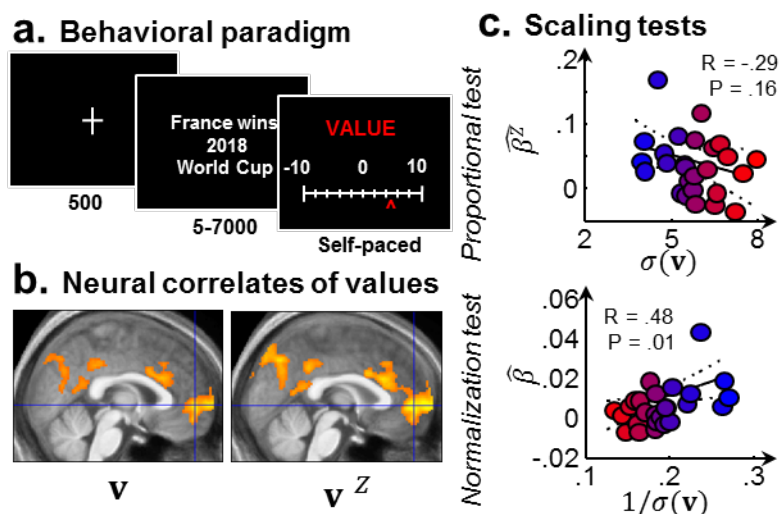 a. Behavioral paradigm
500
France wins
2018
World Cup
5-7000
VALUE
-10 0 10
^
Self-paced
b. Neural correlates of values
v
v Z
c. Scaling tests
Proportional test
β̂ᶻ
.2
.1
0
R = -.29
P = .16
2 5 8
σ(v)
Normalization test
β̂
.06
.04
.02
0
-.02
R = .48
P = .01
.1 .2 .3
1/σ(v)